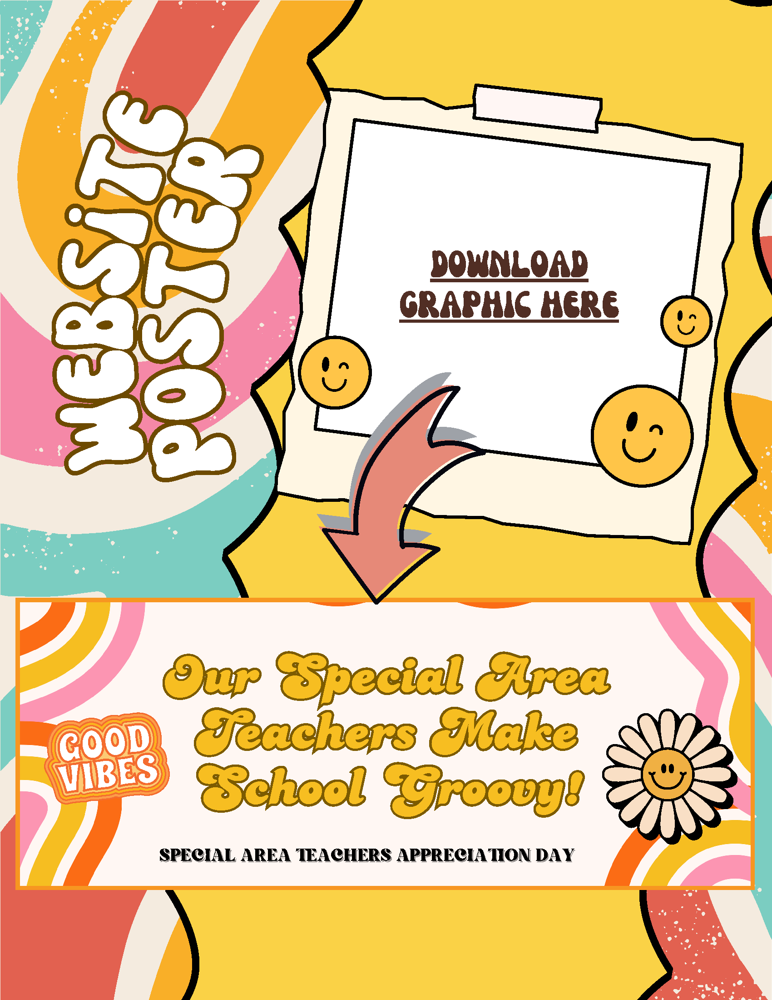 WEBSITE
POSTER
DOWNLOAD
GRAPHIC HERE
Our Special Area
Teachers Make
School Groovy!
GOOD
VIBES
SPECIAL AREA TEACHERS APPRECIATION DAY